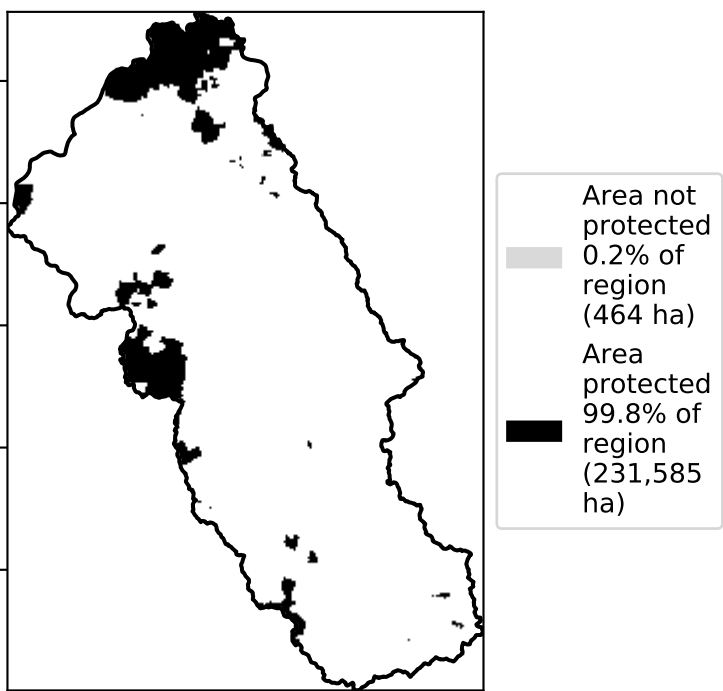 Area not
protected
0.2% of
region
(464 ha)
Area
protected
99.8% of
region
(231,585
ha)